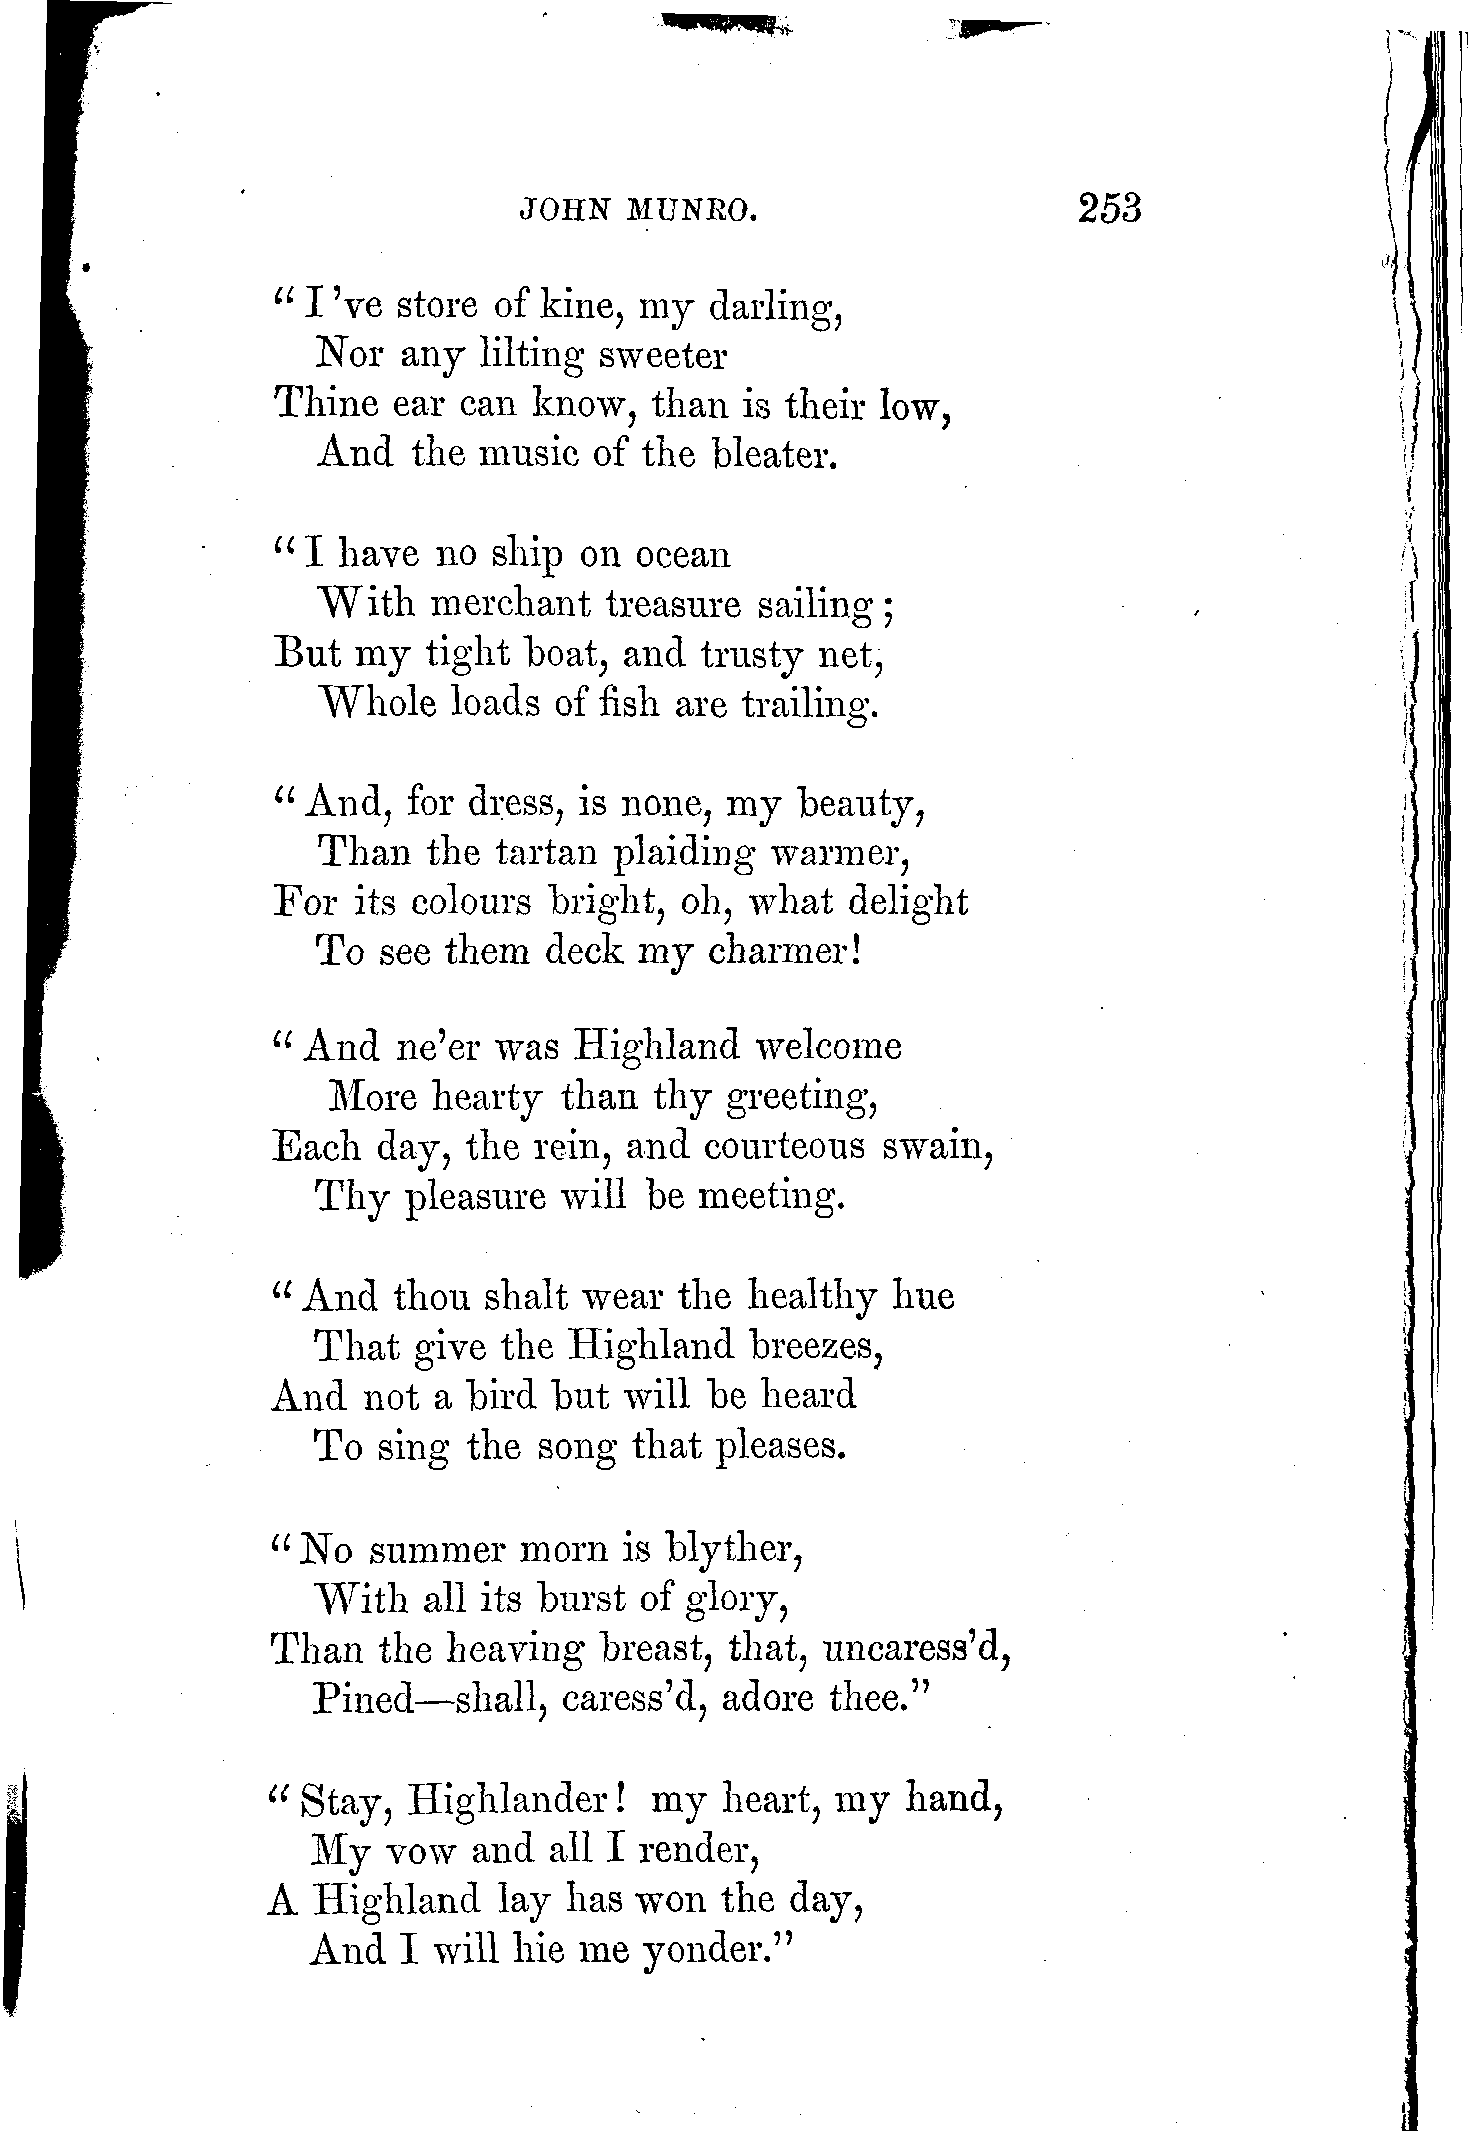 JOHN MUNRO. 253
“I 've store of kine, my darling,
Nor any lilting sweeter
Thine ear can know, than is their low,
And the music of the bleater.
“I have no ship on ocean
With merchant treasure sailing;
But my tight boat, and trusty net,
Whole loads of fish are trailing.
“And, for dress, is none, my beauty,
Than the tartan plaiding warmer,
For its colours bright, oh, what delight
To see them deck my charmer!
“And ne’er was Highland welcome
More hearty than thy greeting,
Each day, the rein, and courteous swain,
Thy pleasure will be meeting.
“And thou shalt wear the healthy hue
That give the Highland breezes,
And not a bird but will be heard
To sing the song that pleases.
“No summer morn is blyther,
With all its burst of glory,
Than the heaving breast, that, uncaress’d,
Pined—shall, caress’d, adore thee.”
“Stay, Highlander! my heart, my hand,
My vow and all I render,
A Highland lay has won the day,
And I will hie me yonder.”